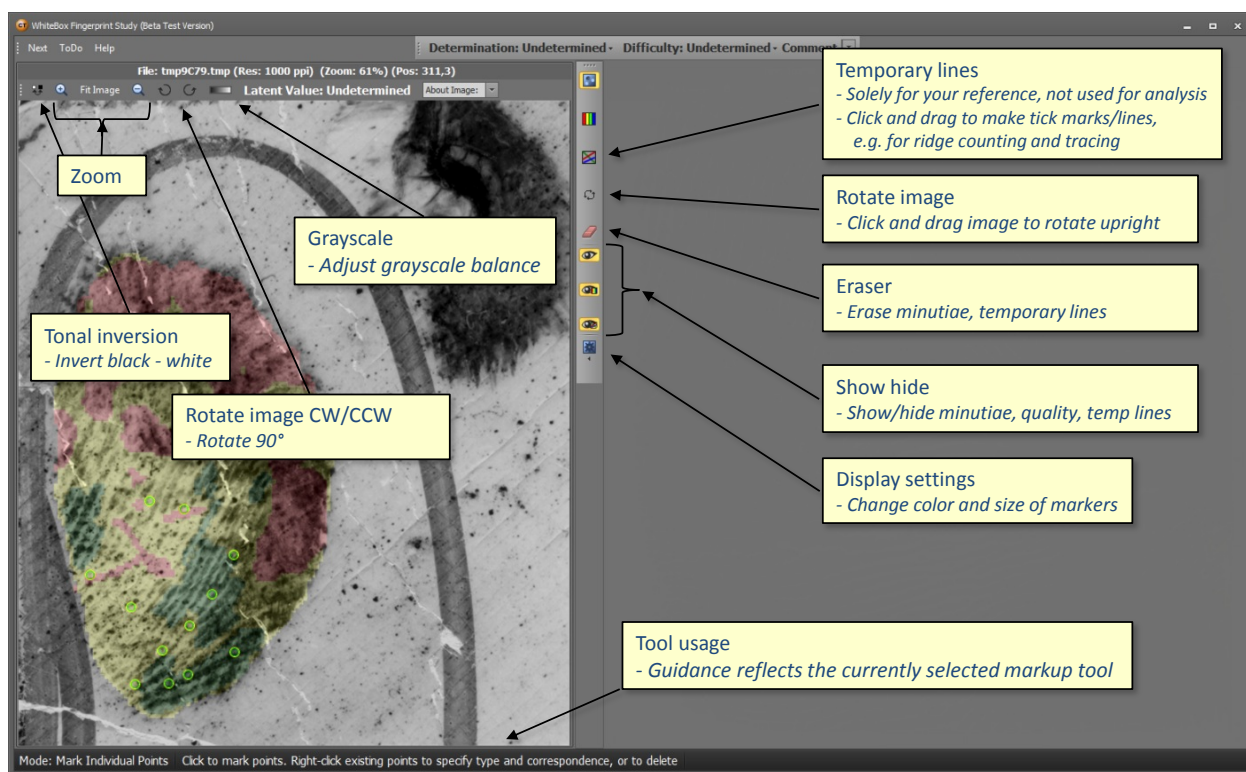 WhiteBox Fingerprint Study (Beta Test Version)
Next ToDo Help
Determination: Undetermined Difficulty: Undetermined Comment
File: tmp9C79.tmp (Res: 1000 ppi) (Zoom: 61%) (Pos: 311,3)
Fit Image Latent Value: Undetermined About Image:
Zoom
Grayscale
- Adjust grayscale balance
Tonal inversion
- Invert black - white
Rotate image CW/CCW
- Rotate 90°
Temporary lines
- Solely for your reference, not used for analysis
- Click and drag to make tick marks/lines,
e.g. for ridge counting and tracing
Rotate image
- Click and drag image to rotate upright
Eraser
- Erase minutiae, temporary lines
Show hide
- Show/hide minutiae, quality, temp lines
Display settings
- Change color and size of markers
Tool usage
- Guidance reflects the currently selected markup tool
Mode: Mark Individual Points Click to mark points. Right-click existing points to specify type and correspondence, or to delete